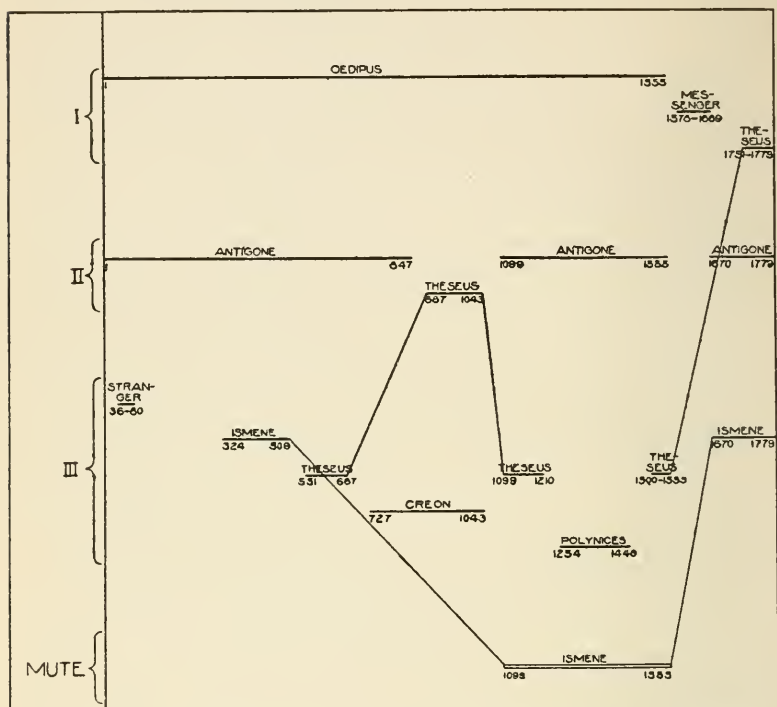 OEDIPUS
1 1555
MES-
SENGER
1578-1669
I
THE-
SEUS
1751-1779
ANTIGONE
1 847
ANTIGONE
1099 1555
ANTIGONE
1670 1779
II
THESEUS
887 1043
STRAN-
GER
36-80
ISMENE
324 509
ISMENE
1670 1779
III
THESEUS
551 667
THESEUS
1099 1210
THE-
SEUS
1500-1555
CREON
727 1043
POLYNICES
1254 1446
MUTE
ISMENE
1099 1555